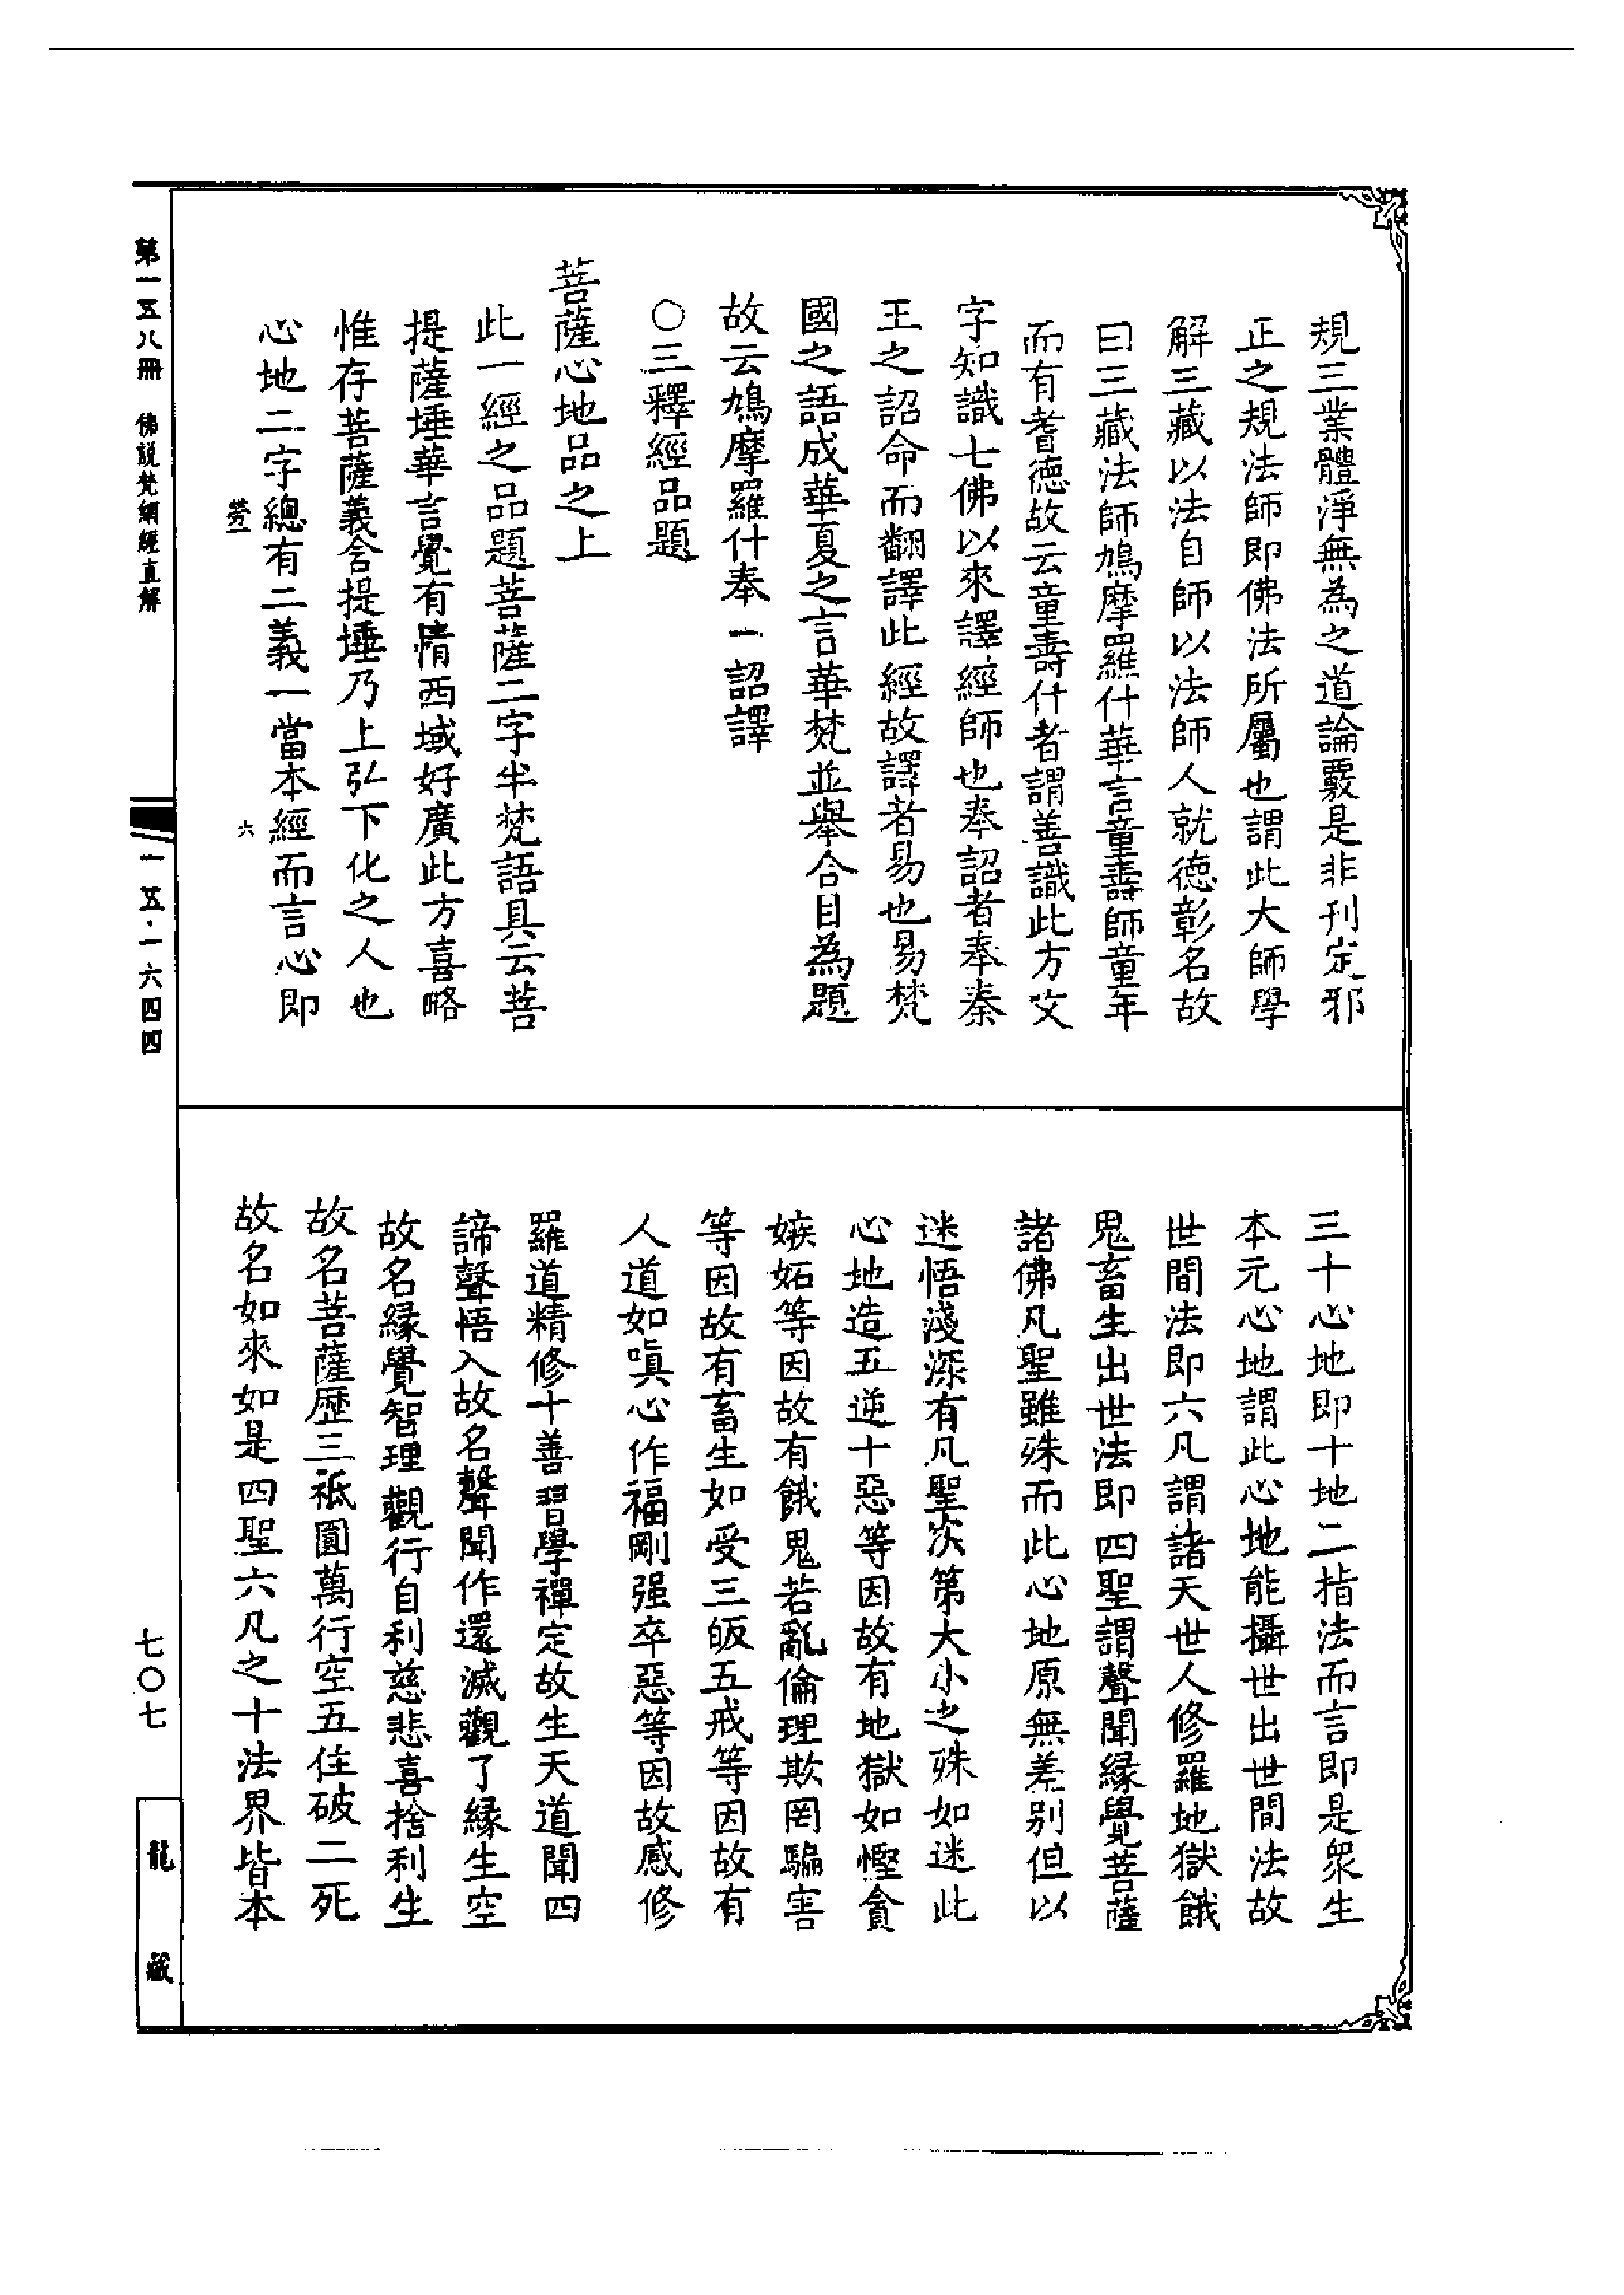 規三業體淨無為之道論覈是非刊定邪
正之規法師即佛法所屬也謂此大師學
解三藏以法自師以法師人就德彰名故
曰三藏法師鳩摩羅什華言童壽師童年
而有耆德故云童壽什者謂善識此方文
字知識七佛以來譯經師也奉詔者奉秦
王之詔命而翻譯此經故譯者易也易梵
國之語成華夏之言華梵並舉合目為題
故云鳩摩羅什奉一詔譯
○三釋經品題
菩薩心地品之上
此一經之品題菩薩二字半梵語具云菩
提薩埵華言覺有情西域好廣此方喜略
惟存菩薩義含提埵乃上弘下化之人也
心地二字總有二義一當本經而言心即
六
三十心地即十地二指法而言即是衆生
本元心地謂此心地能攝世出世間法故
世間法即六凡謂諸天世人修羅地獄餓
鬼畜生出世法即四聖謂聲聞緣覺菩薩
諸佛凡聖雖殊而此心地原無差別但以
迷悟淺深有凡聖次第大小之殊如迷此
心地造五逆十惡等因故有地獄如慳貪
嫉妬等因故有餓鬼若亂倫理欺罔騙害
等因故有畜生如受三皈五戒等因故有
人道如嗔心作福剛强卒惡等因故感修
羅道精修十善習學禪定故生天道聞四
諦聲悟入故名聲聞作還滅觀了緣生空
故名緣覺智理觀行自利慈悲喜捨利生
故名菩薩歷三祇圓萬行空五住破二死
故名如來如是四聖六凡之十法界皆本
第一五八冊 佛説梵網經直解
一五·一六四四
七〇七
龍藏